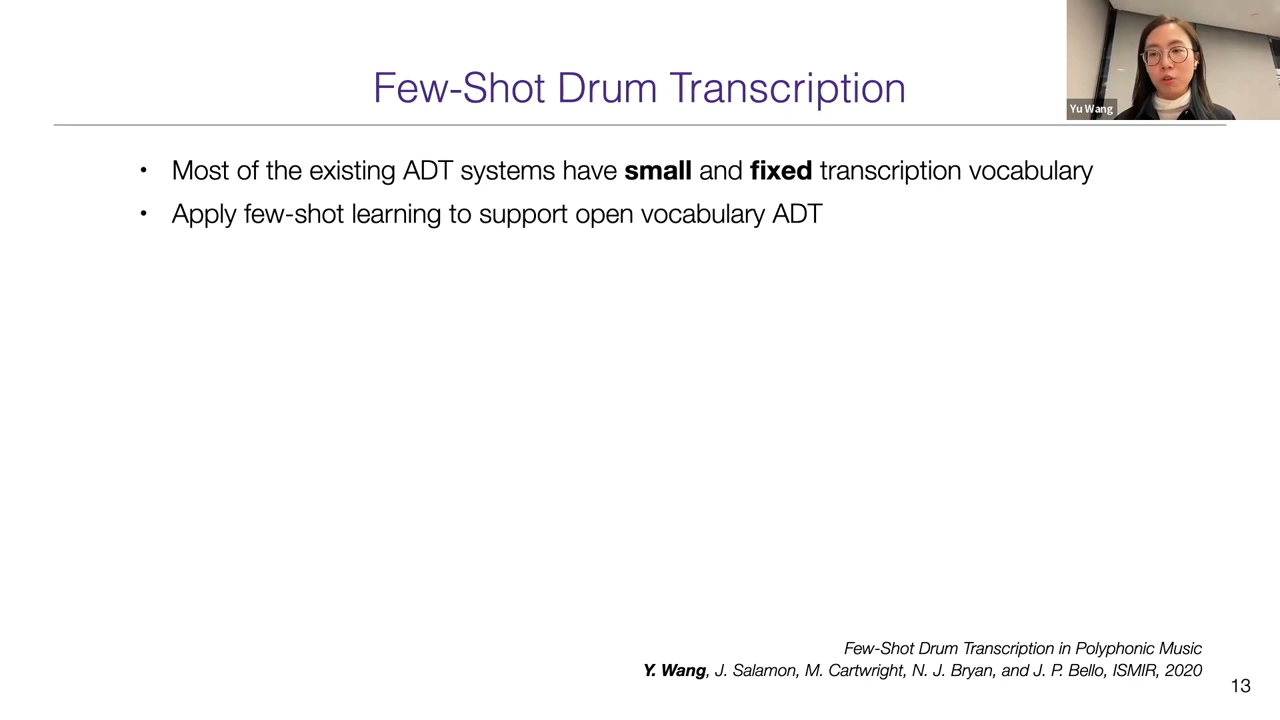 Few-Shot Drum Transcription
Yu Wang
• Most of the existing ADT systems have small and fixed transcription vocabulary
• Apply few-shot learning to support open vocabulary ADT
Few-Shot Drum Transcription in Polyphonic Music
Y. Wang, J. Salamon, M. Cartwright, N. J. Bryan, and J. P. Bello, ISMIR, 2020
13